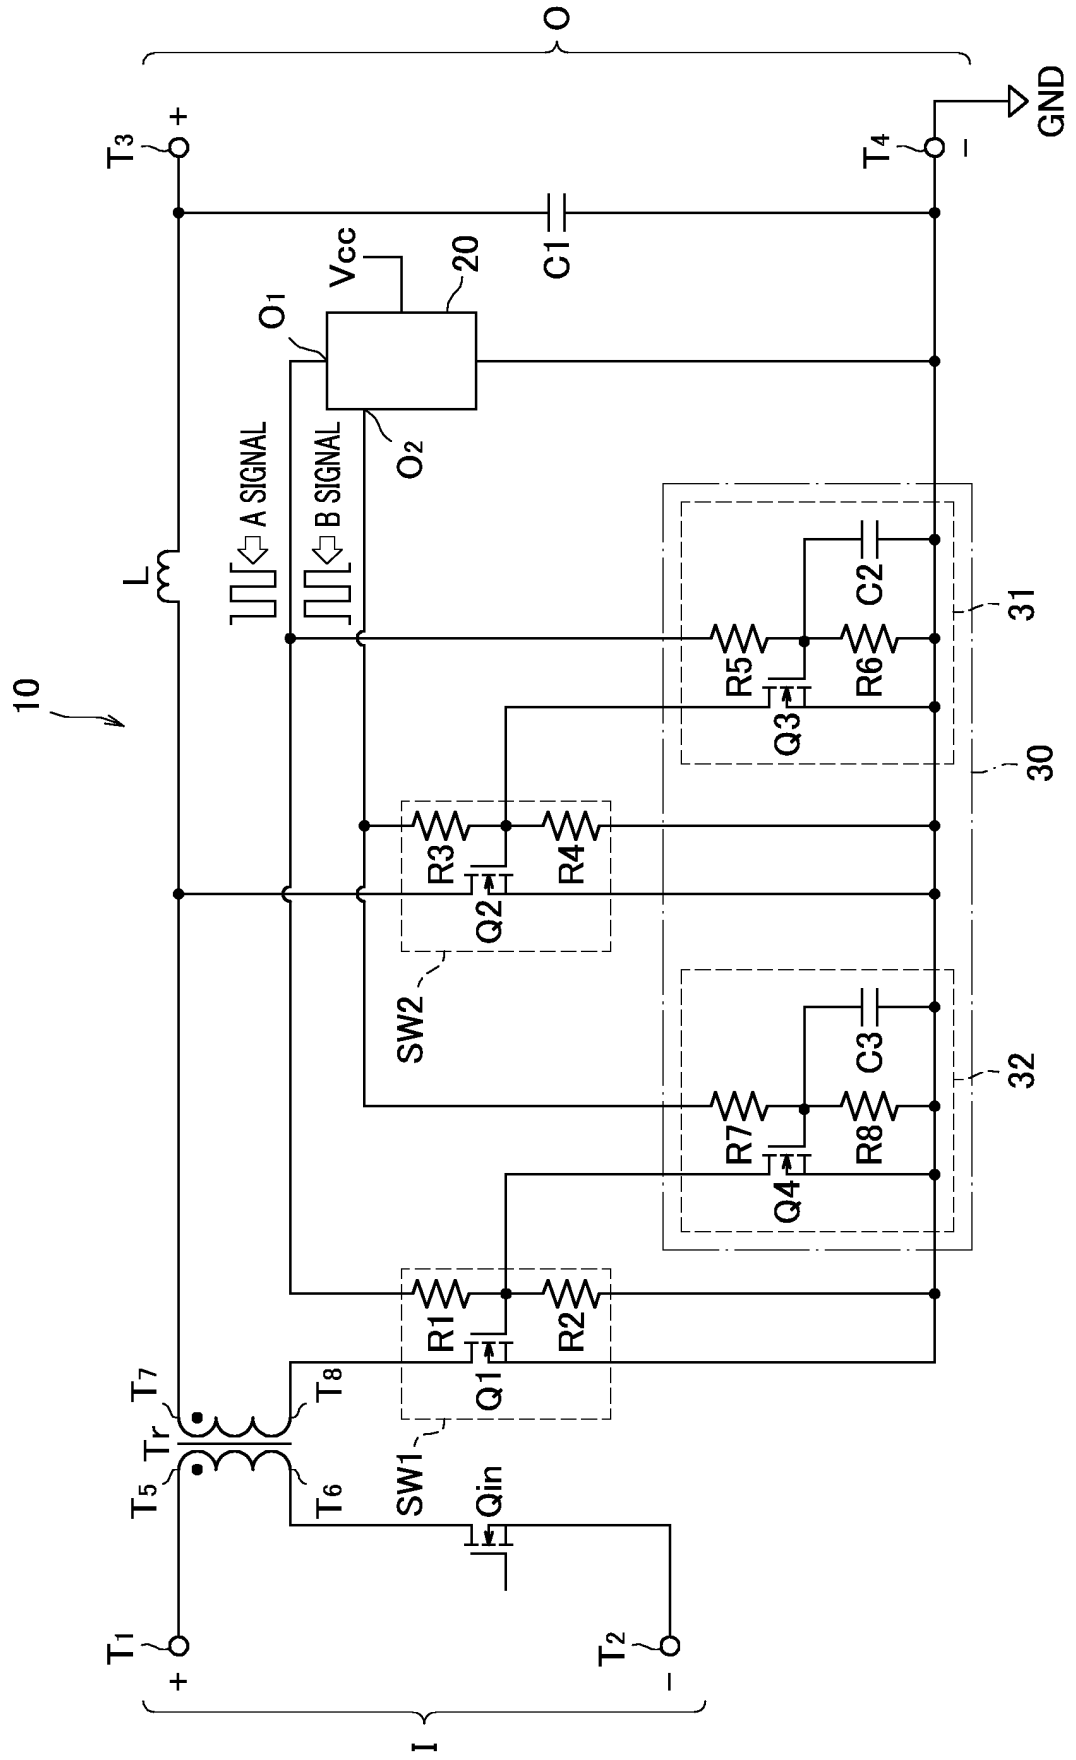 10
I
T1
+
T2
−
T5
Tr
T7
T6
T8
Qin
SW1
Q1
R1
R2
SW2
Q2
R3
R4
L
A SIGNAL
B SIGNAL
O1
O2
Vcc
20
C1
T3
+
T4
−
GND
O
Q4
R7
R8
C3
32
Q3
R5
R6
C2
31
30